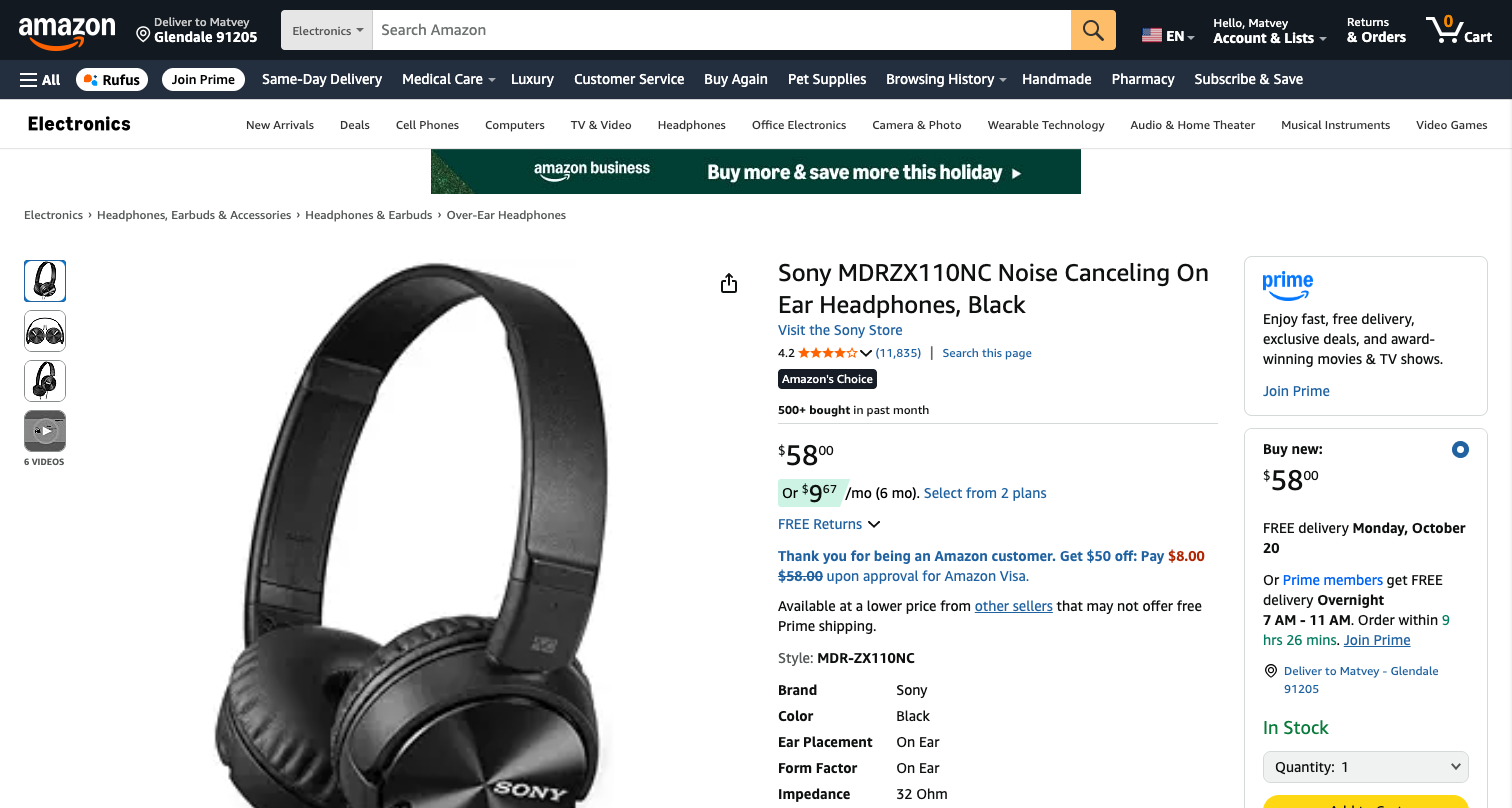 amazon
Deliver to Matvey
Glendale 91205
Electronics
Search Amazon
EN
Hello, Matvey
Account & Lists
Returns
& Orders
0
Cart
All
Rufus
Join Prime
Same-Day Delivery
Medical Care
Luxury
Customer Service
Buy Again
Pet Supplies
Browsing History
Handmade
Pharmacy
Subscribe & Save
Electronics
New Arrivals
Deals
Cell Phones
Computers
TV & Video
Headphones
Office Electronics
Camera & Photo
Wearable Technology
Audio & Home Theater
Musical Instruments
Video Games
amazon business
Buy more & save more this holiday ▸
Electronics › Headphones, Earbuds & Accessories › Headphones & Earbuds › Over-Ear Headphones
6 VIDEOS
SONY
Sony MDRZX110NC Noise Canceling On
Ear Headphones, Black
Visit the Sony Store
4.2 (11,835) | Search this page
Amazon's Choice
500+ bought in past month
$5800
Or $967 /mo (6 mo). Select from 2 plans
FREE Returns
Thank you for being an Amazon customer. Get $50 off: Pay $8.00
$58.00 upon approval for Amazon Visa.
Available at a lower price from other sellers that may not offer free
Prime shipping.
Style: MDR-ZX110NC
Brand Sony
Color Black
Ear Placement On Ear
Form Factor On Ear
Impedance 32 Ohm
prime
Enjoy fast, free delivery,
exclusive deals, and award-
winning movies & TV shows.
Join Prime
Buy new:
$5800
FREE delivery Monday, October
20
Or Prime members get FREE
delivery Overnight
7 AM - 11 AM. Order within 9
hrs 26 mins. Join Prime
Deliver to Matvey - Glendale
91205
In Stock
Quantity: 1